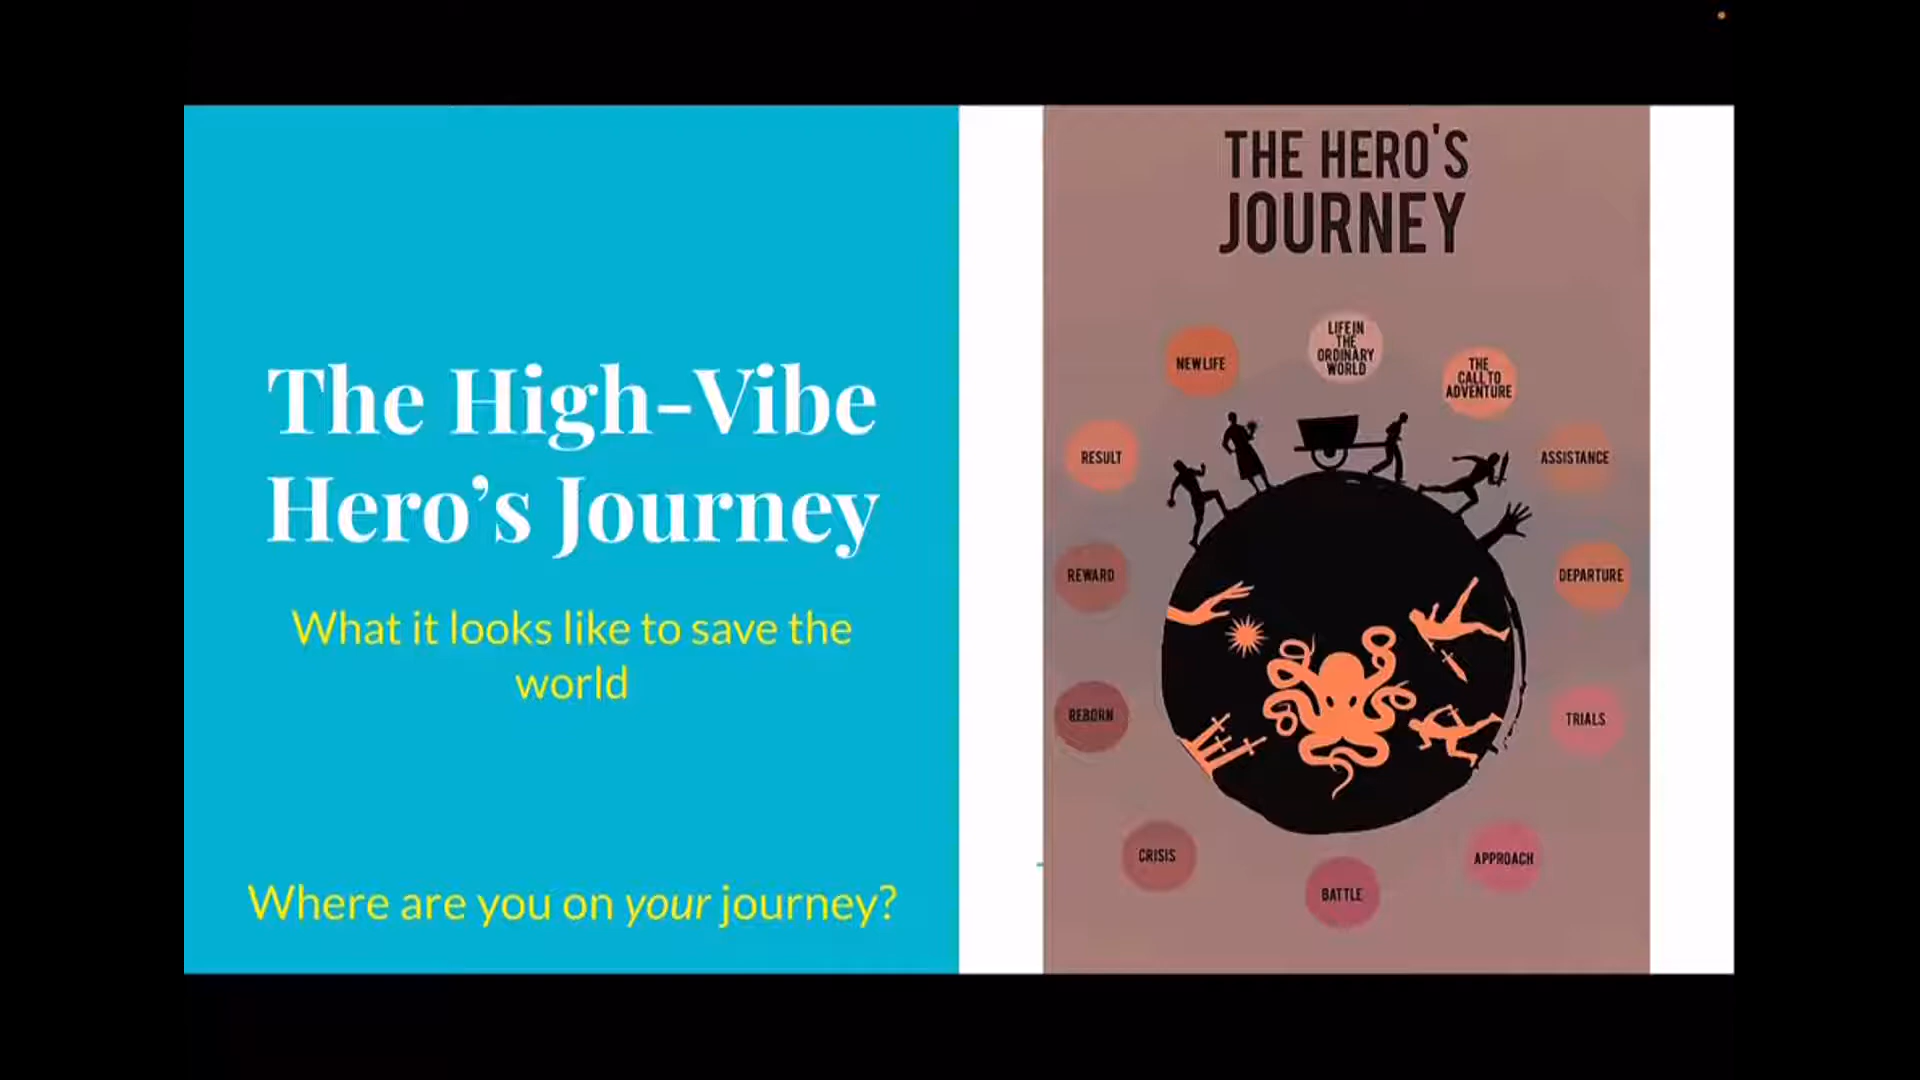 The High-Vibe
Hero’s Journey
What it looks like to save the
world
Where are you on your journey?
THE HERO'S
JOURNEY
LIFE IN
THE
ORDINARY
WORLD
THE
CALL TO
ADVENTURE
ASSISTANCE
DEPARTURE
TRIALS
APPROACH
BATTLE
CRISIS
REBORN
REWARD
RESULT
NEW LIFE